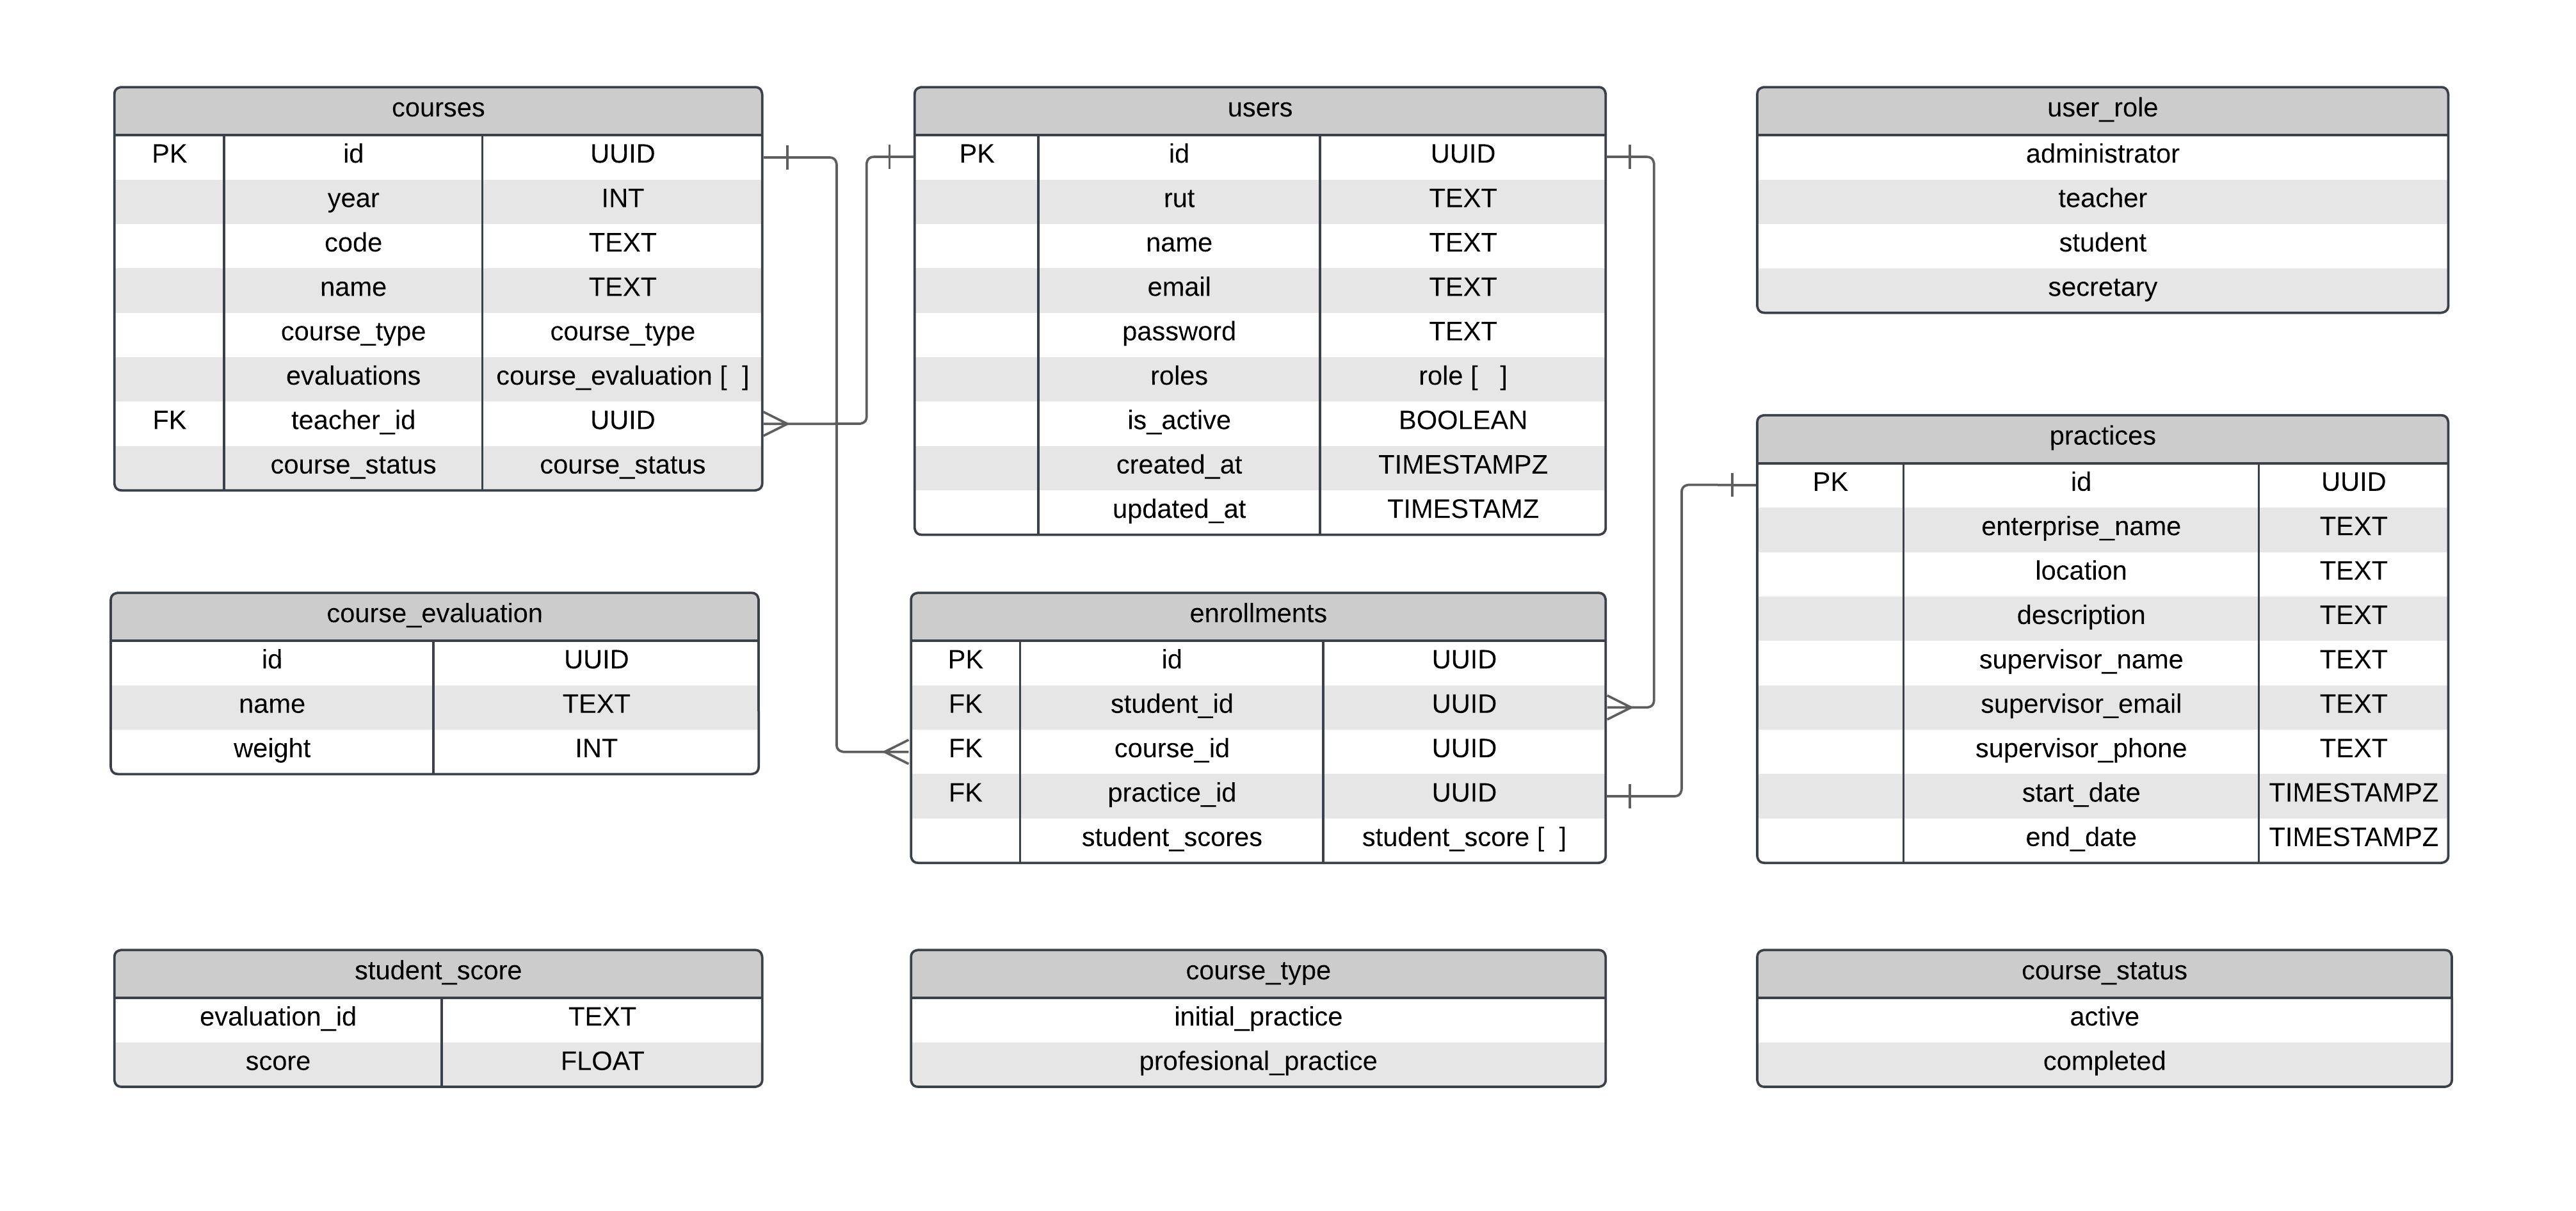 courses
PK id UUID
year INT
code TEXT
name TEXT
course_type course_type
evaluations course_evaluation [ ]
FK teacher_id UUID
course_status course_status
users
PK id UUID
rut TEXT
name TEXT
email TEXT
password TEXT
roles role [ ]
is_active BOOLEAN
created_at TIMESTAMPZ
updated_at TIMESTAMZ
user_role
administrator
teacher
student
secretary
practices
PK id UUID
enterprise_name TEXT
location TEXT
description TEXT
supervisor_name TEXT
supervisor_email TEXT
supervisor_phone TEXT
start_date TIMESTAMPZ
end_date TIMESTAMPZ
course_evaluation
id UUID
name TEXT
weight INT
enrollments
PK id UUID
FK student_id UUID
FK course_id UUID
FK practice_id UUID
student_scores student_score [ ]
student_score
evaluation_id TEXT
score FLOAT
course_type
initial_practice
profesional_practice
course_status
active
completed